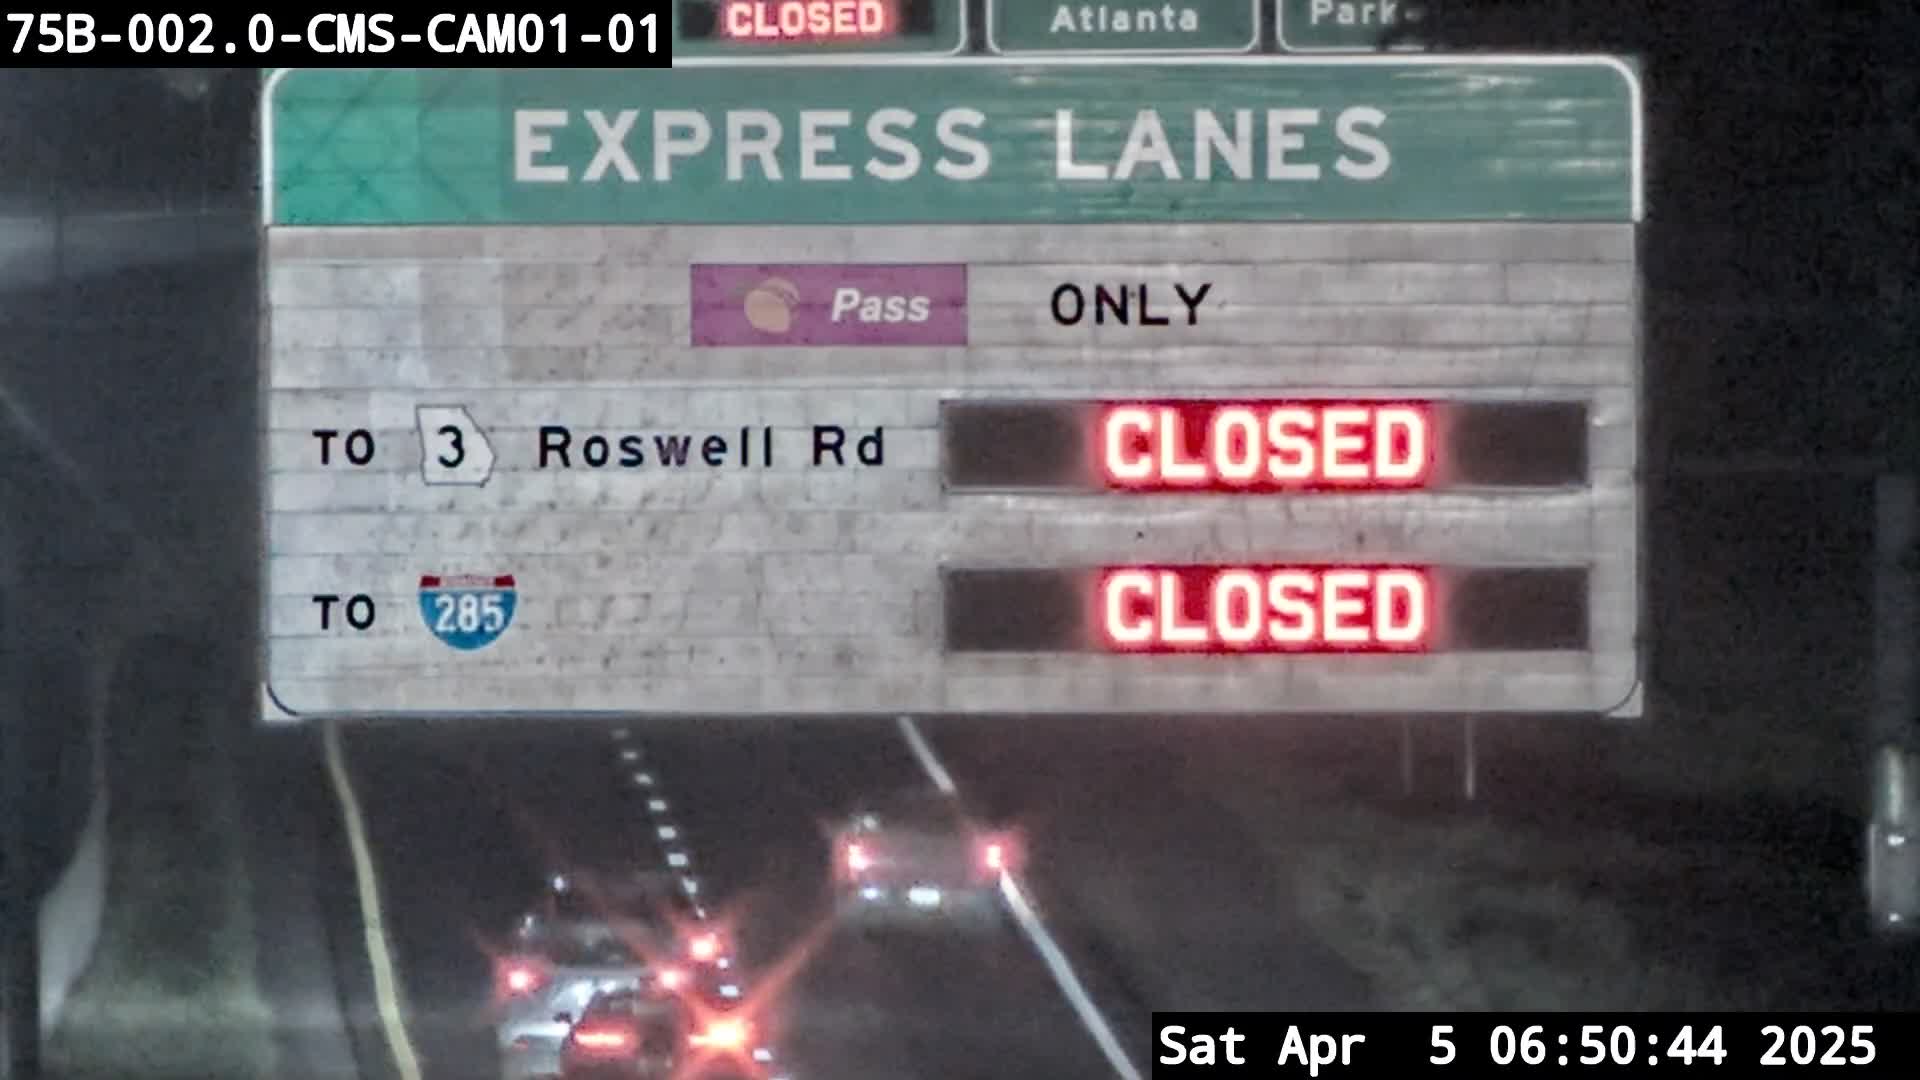 75B-002.0-CMS-CAM01-01
CLOSED
Atlanta
Park
EXPRESS LANES
Pass ONLY
TO 3 Roswell Rd CLOSED
TO 285 CLOSED
Sat Apr 5 06:50:44 2025